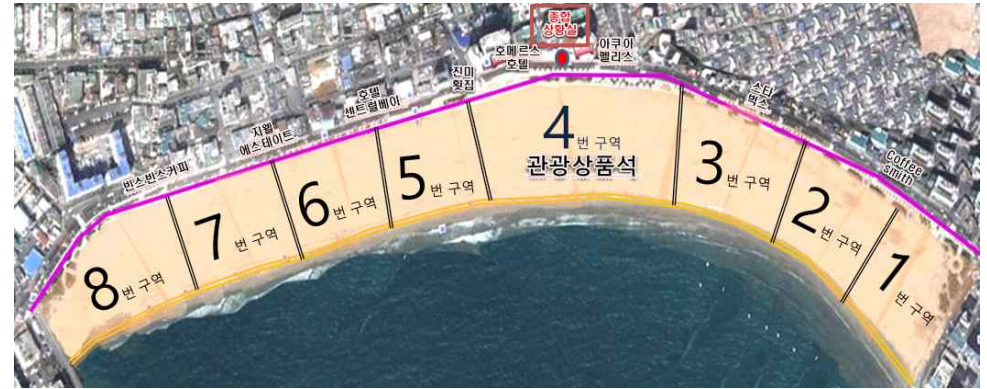 종합
상황실
호메르스
호텔
아쿠아
펠리스
진미
횟집
호텔
센트럴베이
지엘
에스테이트
빈스빈스커피
스타
벅스
Coffee
smith
8번 구역
7번 구역
6번 구역
5번 구역
4번 구역
관광상품석
3번 구역
2번 구역
1번 구역